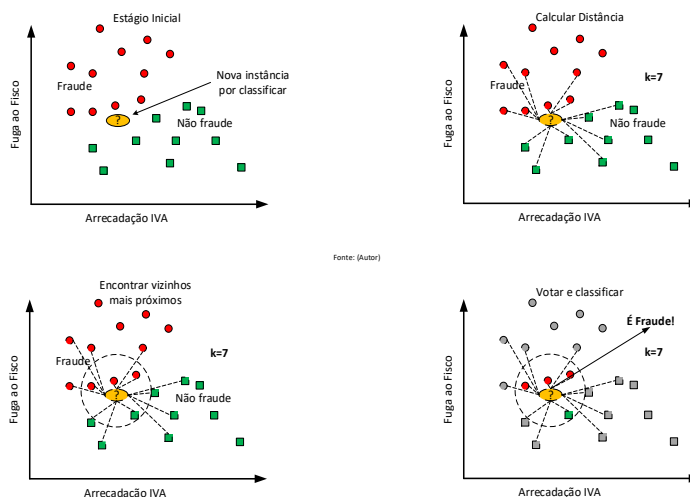 Estágio Inicial
Fuga ao Fisco
Fraude
Nova instância
por classificar
Não fraude
?
Arrecadação IVA
Calcular Distância
Fuga ao Fisco
Fraude
k=7
Não fraude
?
Arrecadação IVA
Fonte: (Autor)
Encontrar vizinhos
mais próximos
Fuga ao Fisco
Fraude
k=7
Não fraude
?
Arrecadação IVA
Votar e classificar
Fuga ao Fisco
É Fraude!
k=7
?
Arrecadação IVA